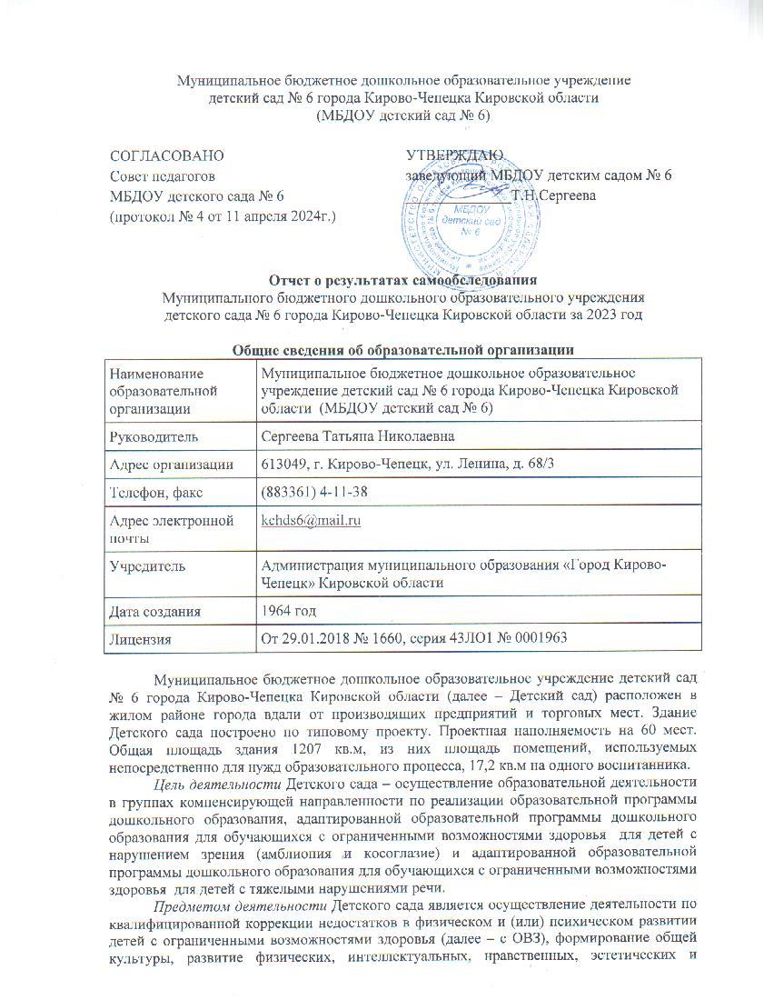 Муниципальное бюджетное дошкольное образовательное учреждение
детский сад № 6 города Кирово-Чепецка Кировской области
(МБДОУ детский сад № 6)
СОГЛАСОВАНО
Совет педагогов
МБДОУ детского сада № 6
(протокол № 4 от 11 апреля 2024г.)
УТВЕРЖДАЮ
заведующий МБДОУ детским садом № 6
Т.Н.Сергеева
МБДОУ
детский сад
№ 6
Отчет о результатах самообследования
Муниципального бюджетного дошкольного образовательного учреждения
детского сада № 6 города Кирово-Чепецка Кировской области за 2023 год
Общие сведения об образовательной организации
Наименование
образовательной
организации
Муниципальное бюджетное дошкольное образовательное
учреждение детский сад № 6 города Кирово-Чепецка Кировской
области (МБДОУ детский сад № 6)
Руководитель
Сергеева Татьяна Николаевна
Адрес организации
613049, г. Кирово-Чепецк, ул. Ленина, д. 68/3
Телефон, факс
(883361) 4-11-38
Адрес электронной
почты
kchds6@mail.ru
Учредитель
Администрация муниципального образования «Город Кирово-
Чепецк» Кировской области
Дата создания
1964 год
Лицензия
От 29.01.2018 № 1660, серия 43ЛО1 № 0001963
Муниципальное бюджетное дошкольное образовательное учреждение детский сад
№ 6 города Кирово-Чепецка Кировской области (далее – Детский сад) расположен в
жилом районе города вдали от производящих предприятий и торговых мест. Здание
Детского сада построено по типовому проекту. Проектная наполняемость на 60 мест.
Общая площадь здания 1207 кв.м, из них площадь помещений, используемых
непосредственно для нужд образовательного процесса, 17,2 кв.м на одного воспитанника.
Цель деятельности Детского сада – осуществление образовательной деятельности
в группах компенсирующей направленности по реализации образовательной программы
дошкольного образования, адаптированной образовательной программы дошкольного
образования для обучающихся с ограниченными возможностями здоровья для детей с
нарушением зрения (амблиопия и косоглазие) и адаптированной образовательной
программы дошкольного образования для обучающихся с ограниченными возможностями
здоровья для детей с тяжелыми нарушениями речи.
Предметом деятельности Детского сада является осуществление деятельности по
квалифицированной коррекции недостатков в физическом и (или) психическом развитии
детей с ограниченными возможностями здоровья (далее – с ОВЗ), формирование общей
культуры, развитие физических, интеллектуальных, нравственных, эстетических и